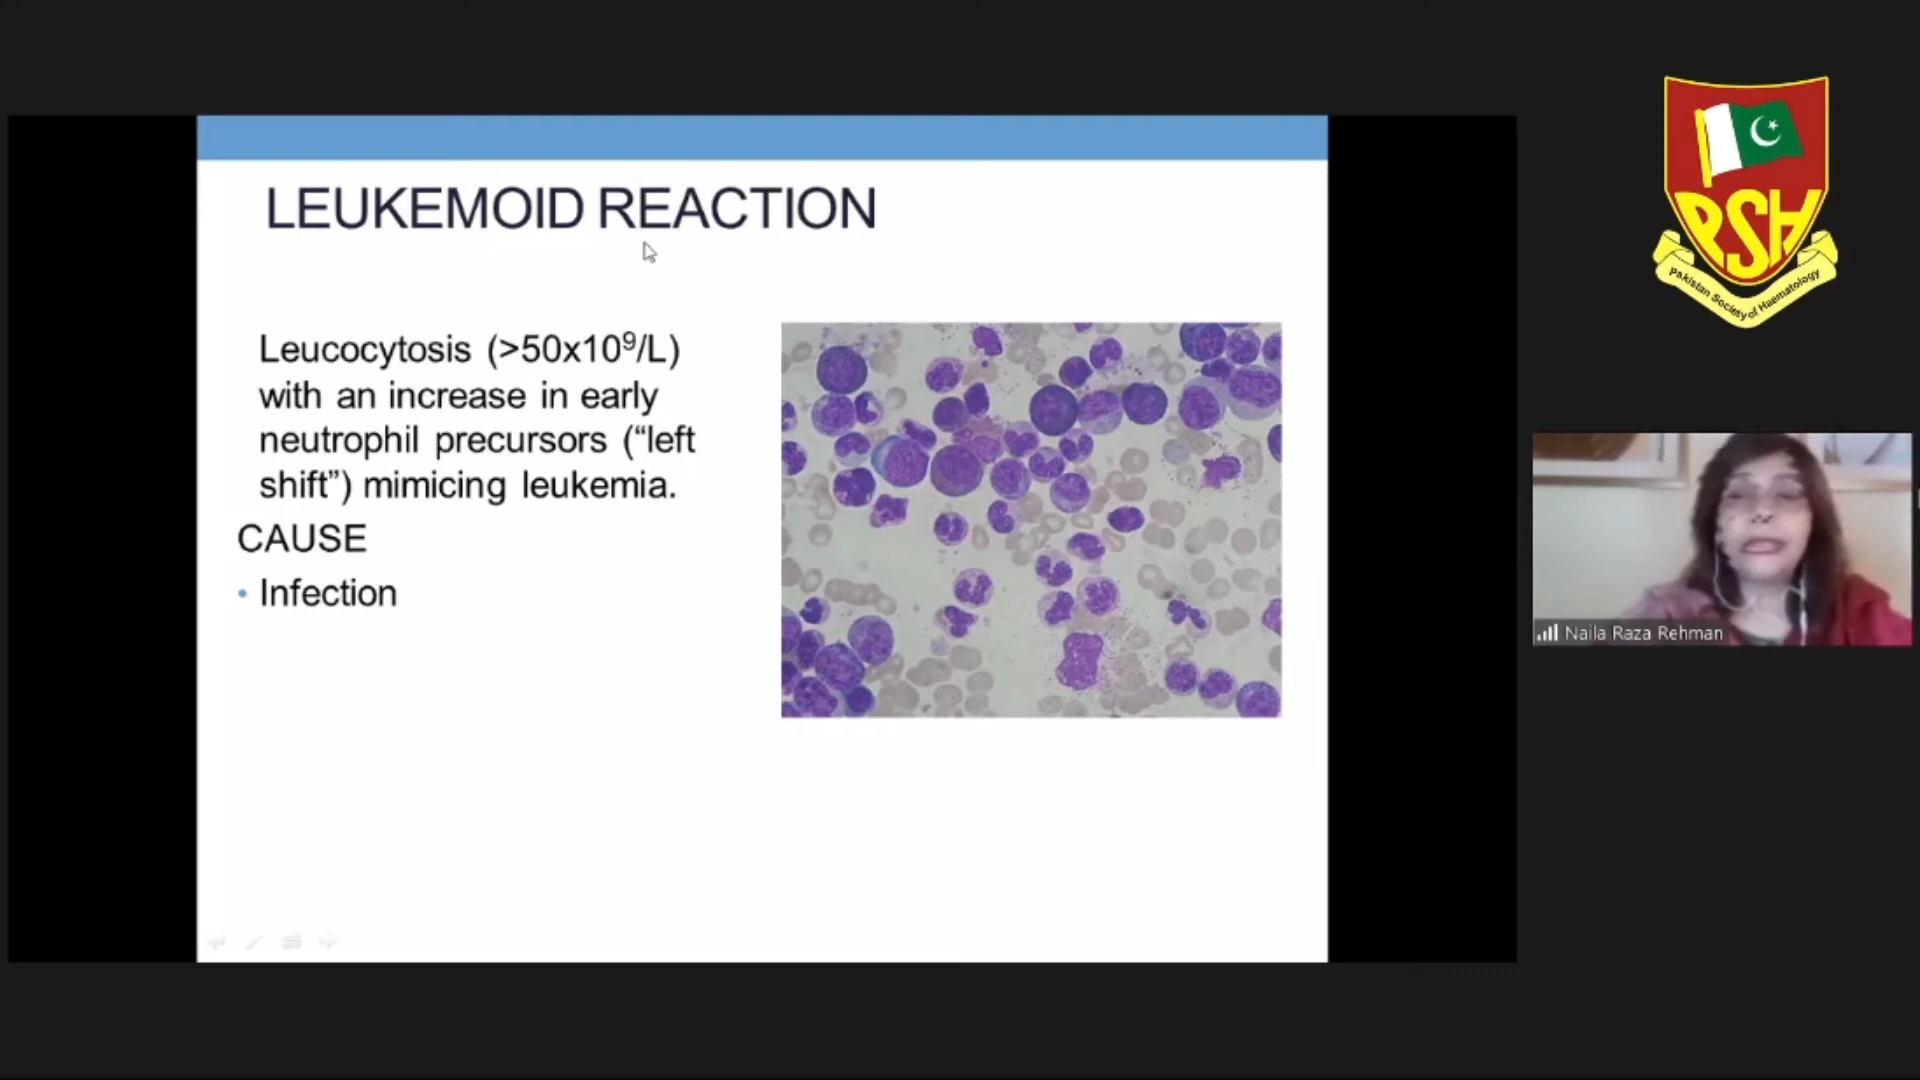 LEUKEMOID REACTION
Leucocytosis (>50x10⁹/L)
with an increase in early
neutrophil precursors (“left
shift”) mimicing leukemia.
CAUSE
• Infection
PSH
Pakistan Society of Haematology
Naila Raza Rehman